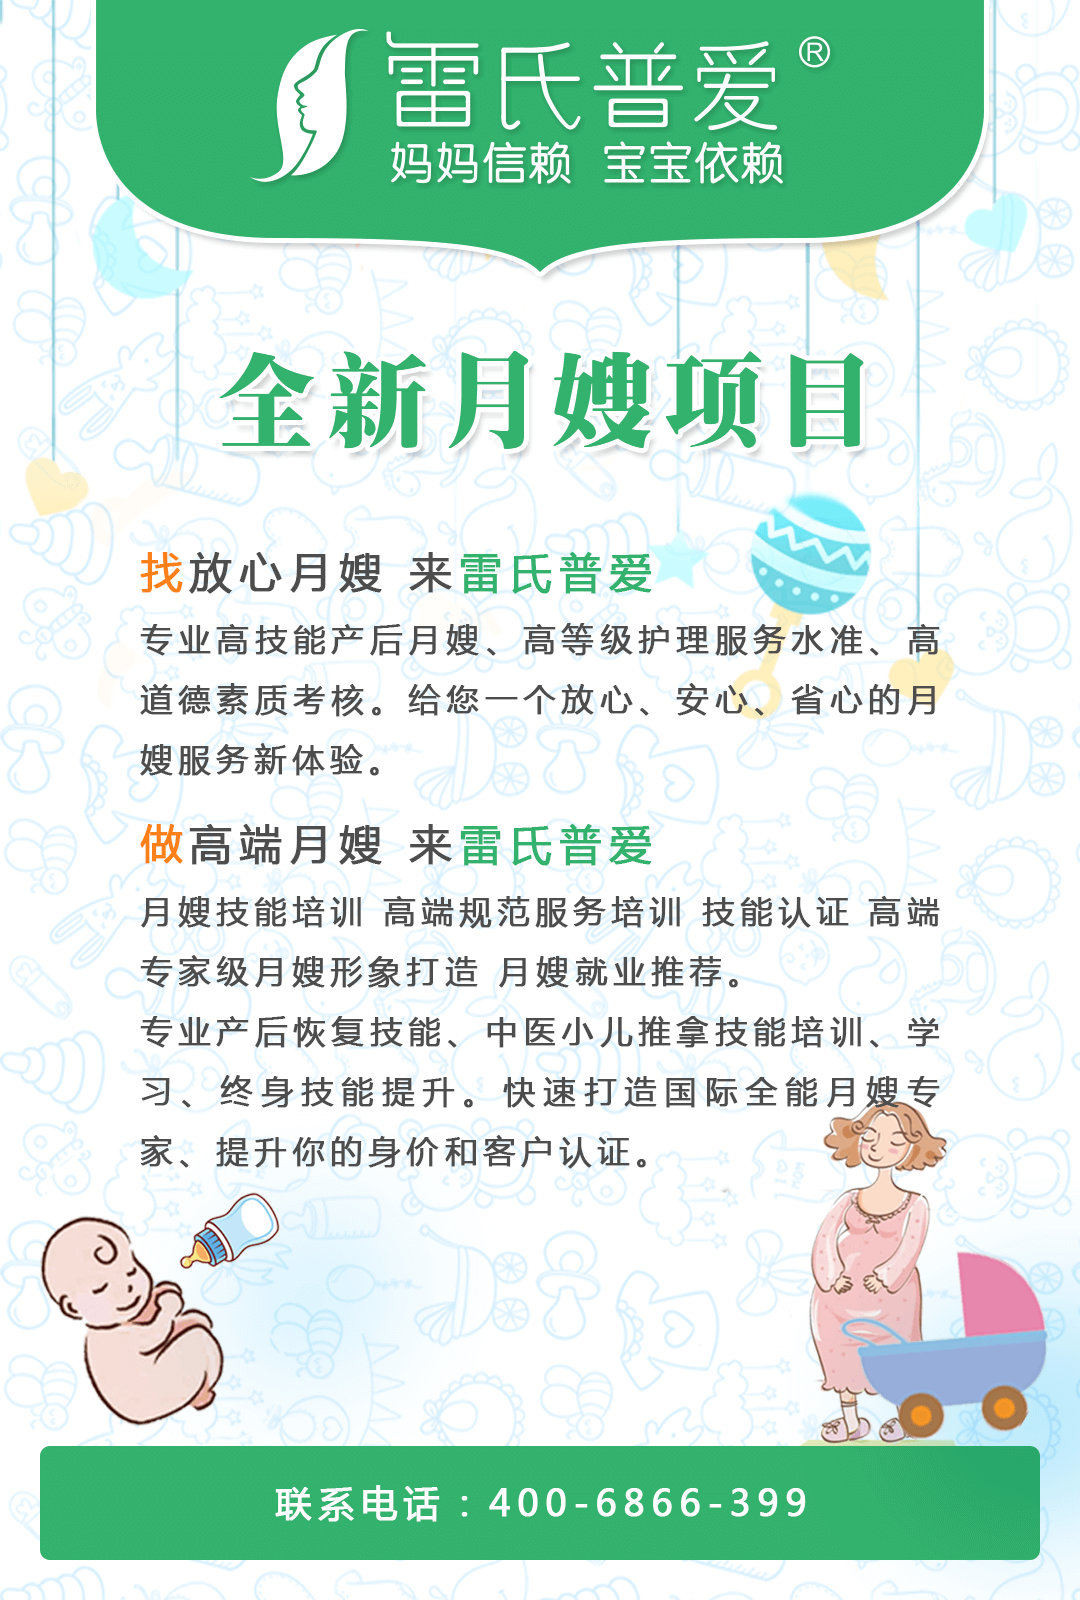 雷氏普爱®
妈妈信赖 宝宝依赖
全新月嫂项目
找放心月嫂 来雷氏普爱
专业高技能产后月嫂、高等级护理服务水准、高
道德素质考核。给您一个放心、安心、省心的月
嫂服务新体验。
做高端月嫂 来雷氏普爱
月嫂技能培训 高端规范服务培训 技能认证 高端
专家级月嫂形象打造 月嫂就业推荐。
专业产后恢复技能、中医小儿推拿技能培训、学
习、终身技能提升。快速打造国际全能月嫂专
家、提升你的身价和客户认证。
联系电话：400-6866-399